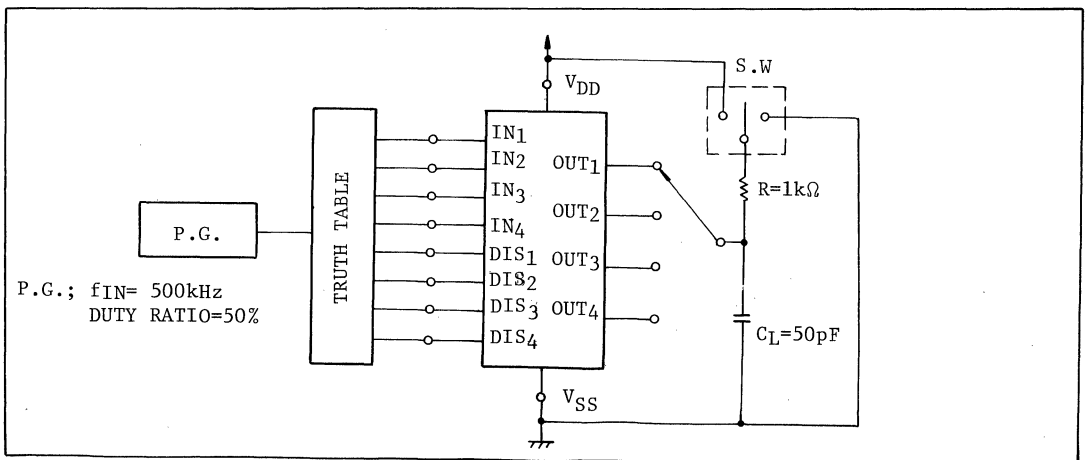 S.W
VDD
IN1
IN2
IN3
IN4
DIS1
DIS2
DIS3
DIS4
OUT1
OUT2
OUT3
OUT4
R=1kΩ
TRUTH TABLE
P.G.
P.G.; fIN= 500kHz
DUTY RATIO=50%
CL=50pF
VSS